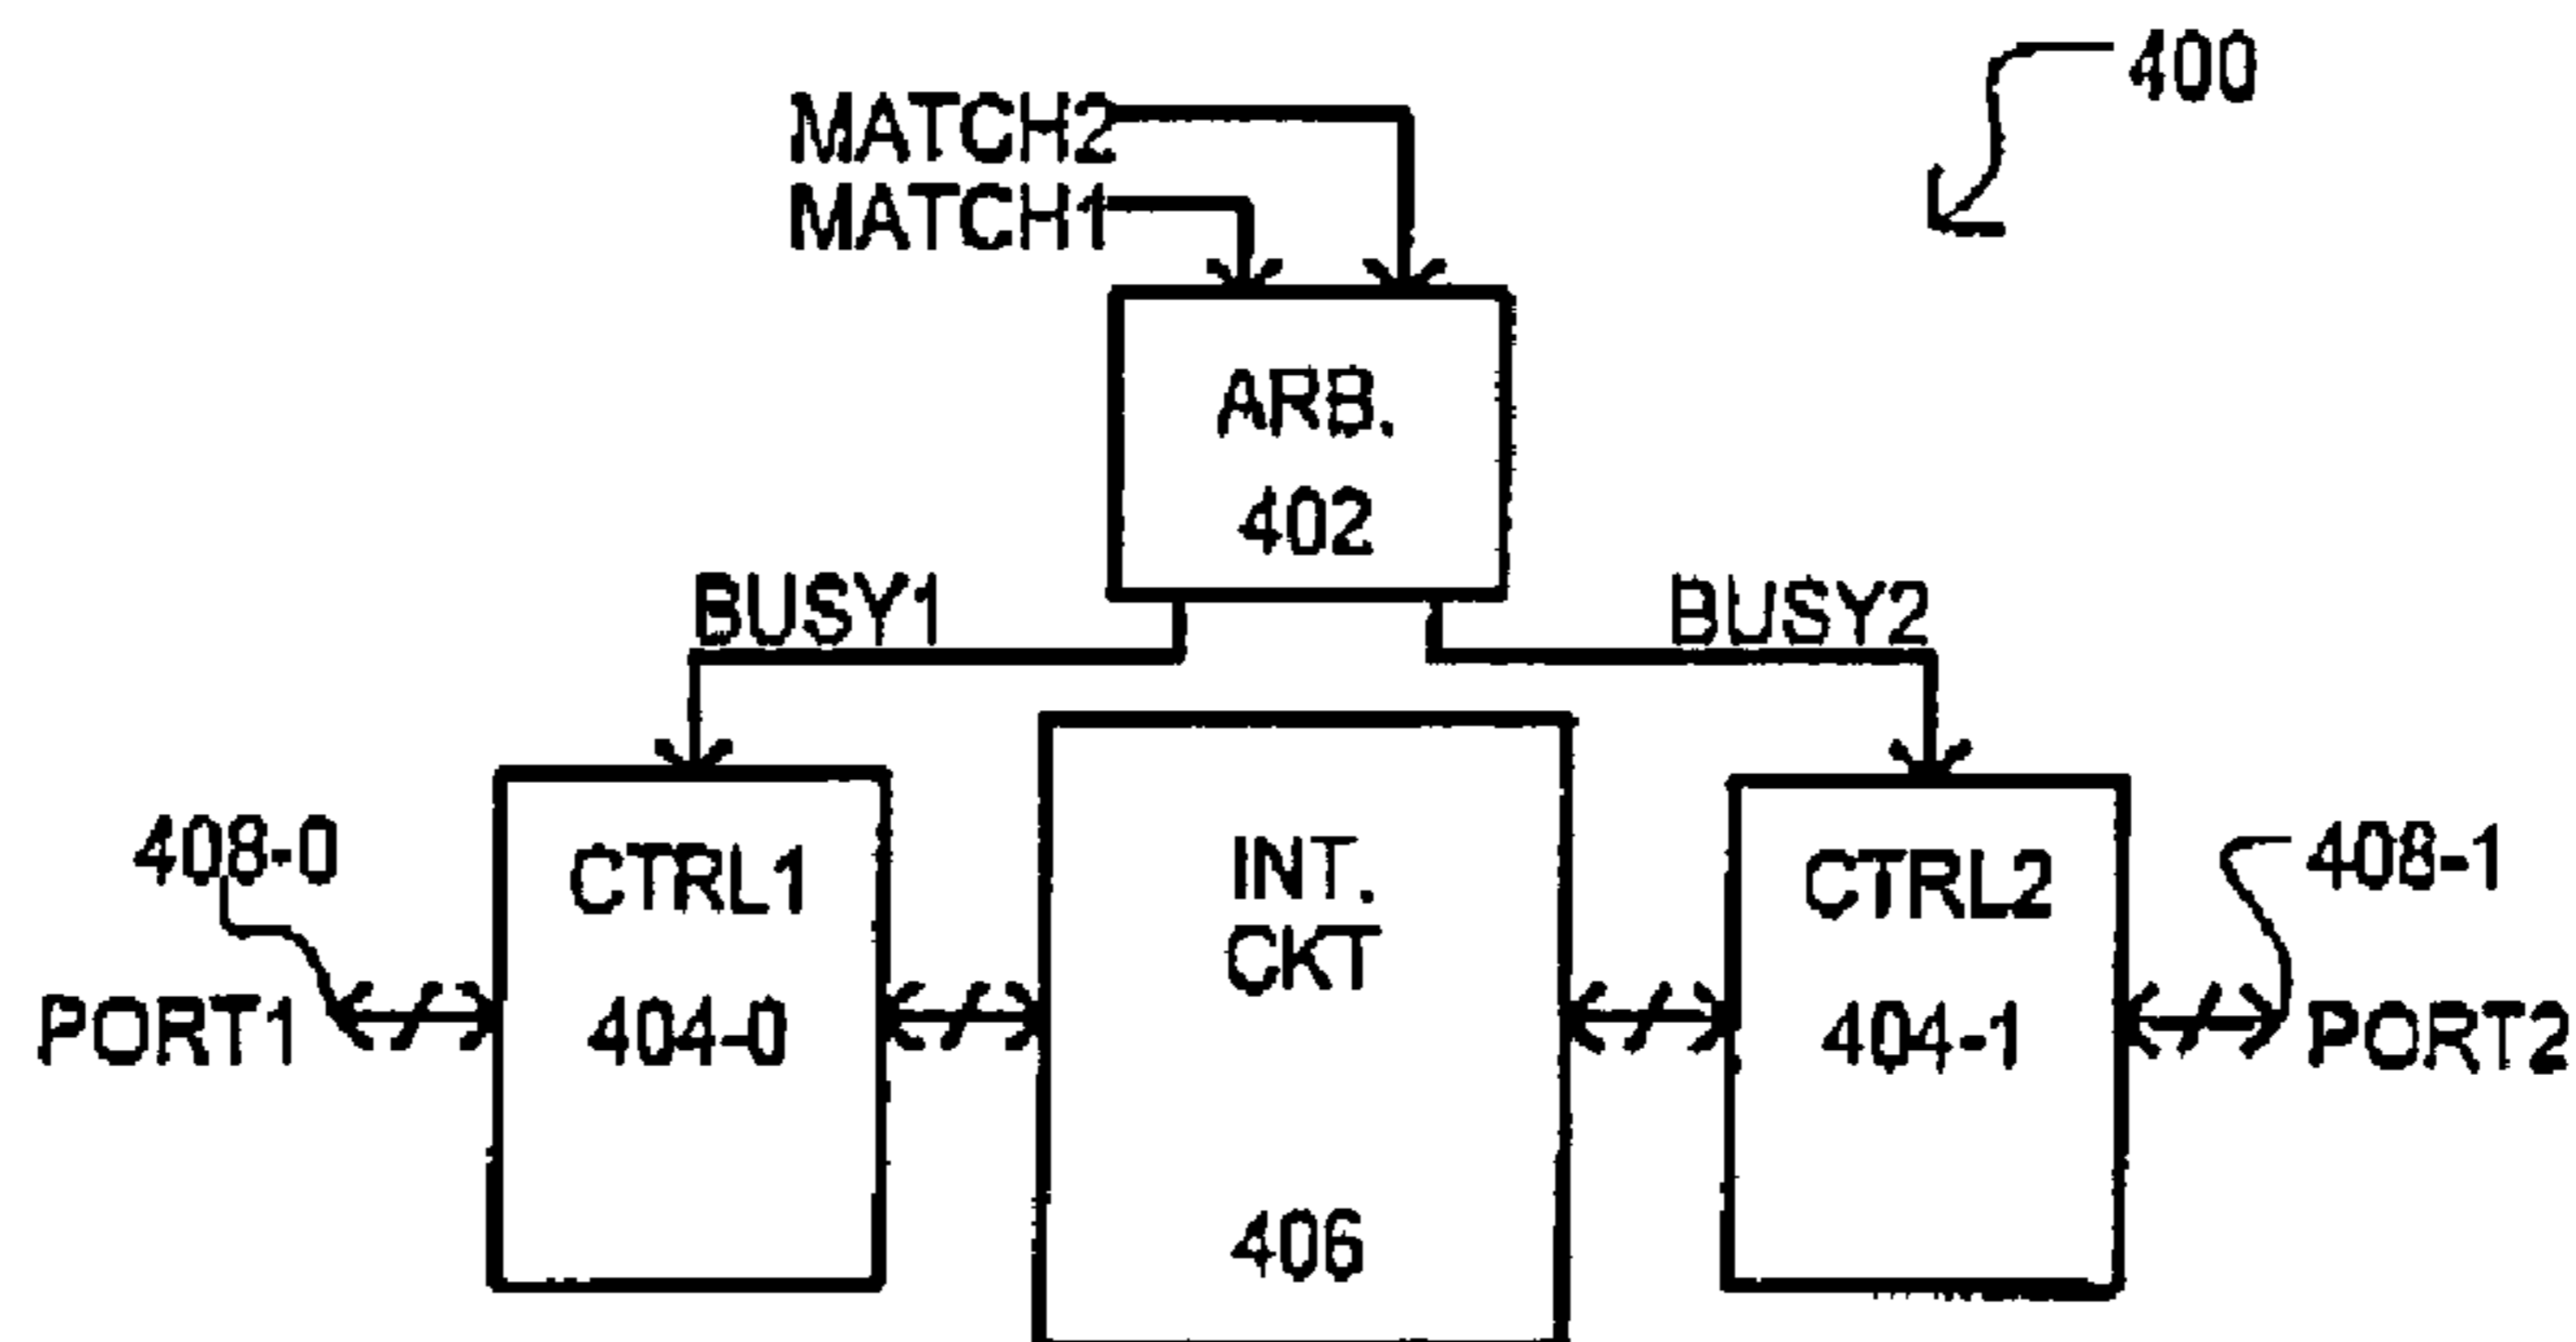 400
MATCH2
MATCH1
ARB.
402
BUSY1
BUSY2
408-0
CTRL1
404-0
INT.
CKT
406
CTRL2
404-1
408-1
PORT1
PORT2